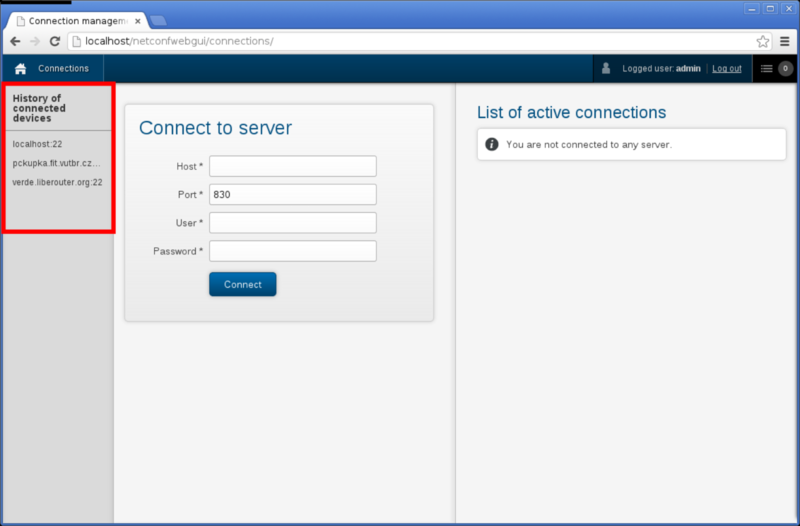 Connection manageme
localhost/netconfwebgui/connections/
Connections
Logged user: admin
Log out
0
History of
connected
devices
localhost:22
pckupka.fit.vutbr.cz...
verde.liberouter.org:22
Connect to server
Host *
Port * 830
User *
Password *
Connect
List of active connections
You are not connected to any server.